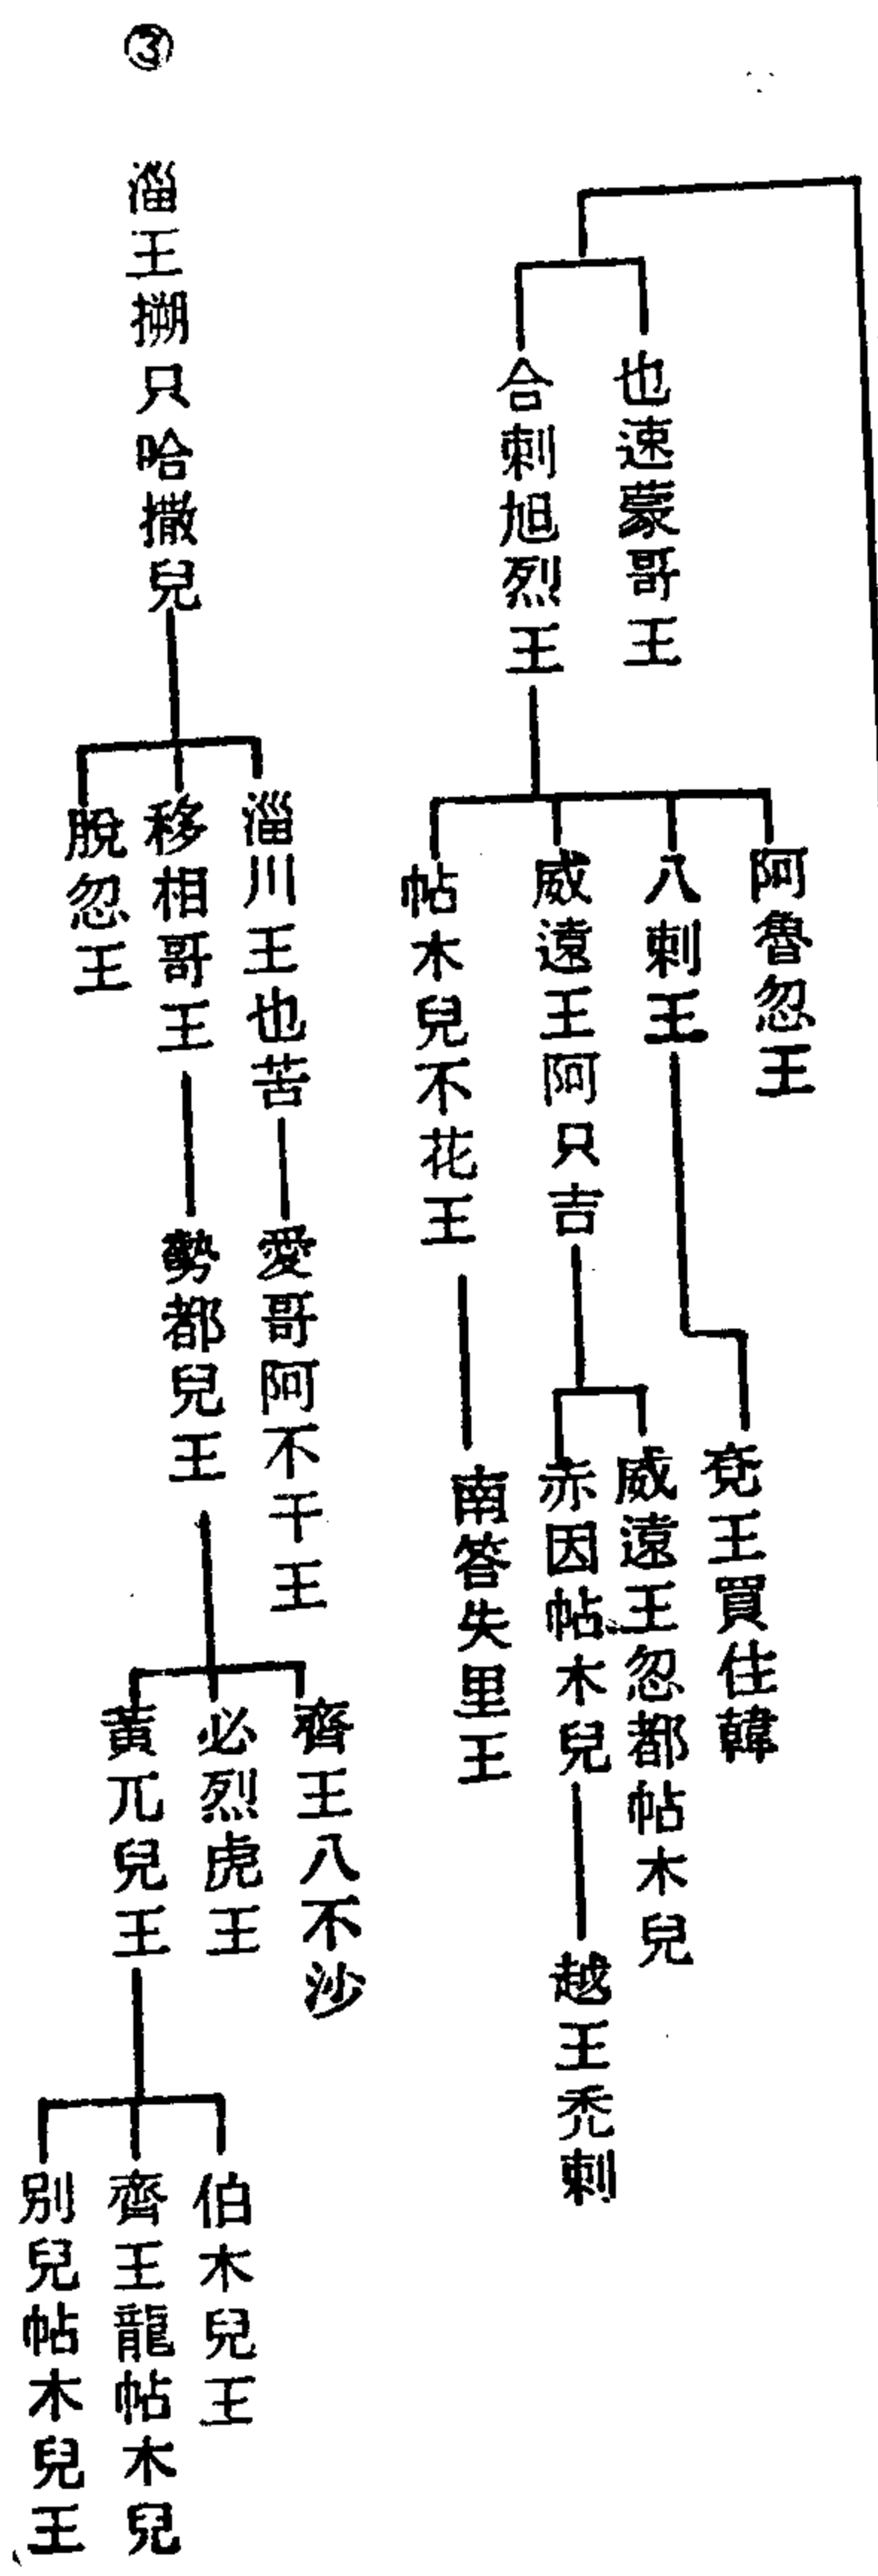 也速蒙哥王
合剌旭烈王
阿魯忽王
八剌王
威遠王阿只吉
帖木兒不花王
兗王買住韓
威遠王忽都帖木兒
赤因帖木兒
南答失里王
越王禿剌
③
淄王搠只哈撒兒
淄川王也苦
移相哥王
脫忽王
愛哥阿不干王
勢都兒王
齊王八不沙
必烈虎王
黃兀兒王
伯木兒王
齊王龍帖木兒
別兒帖木兒王